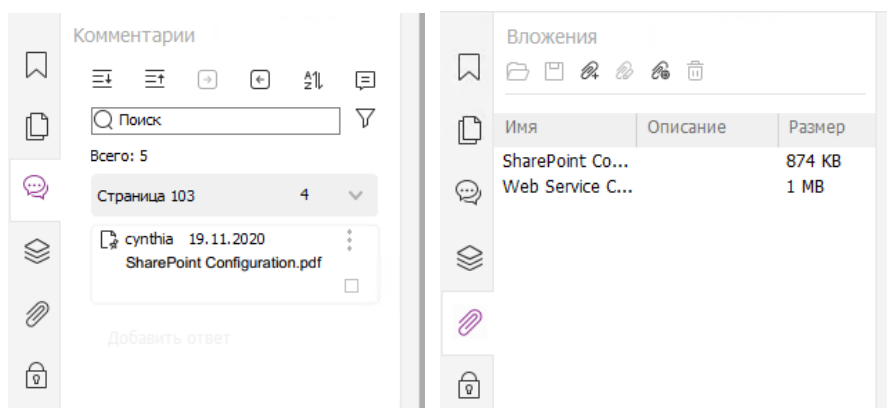 Комментарии
Поиск
Всего: 5
Страница 103 4
cynthia 19.11.2020
SharePoint Configuration.pdf
Добавить ответ
Вложения
Имя Описание Размер
SharePoint Co... 874 KB
Web Service C... 1 MB